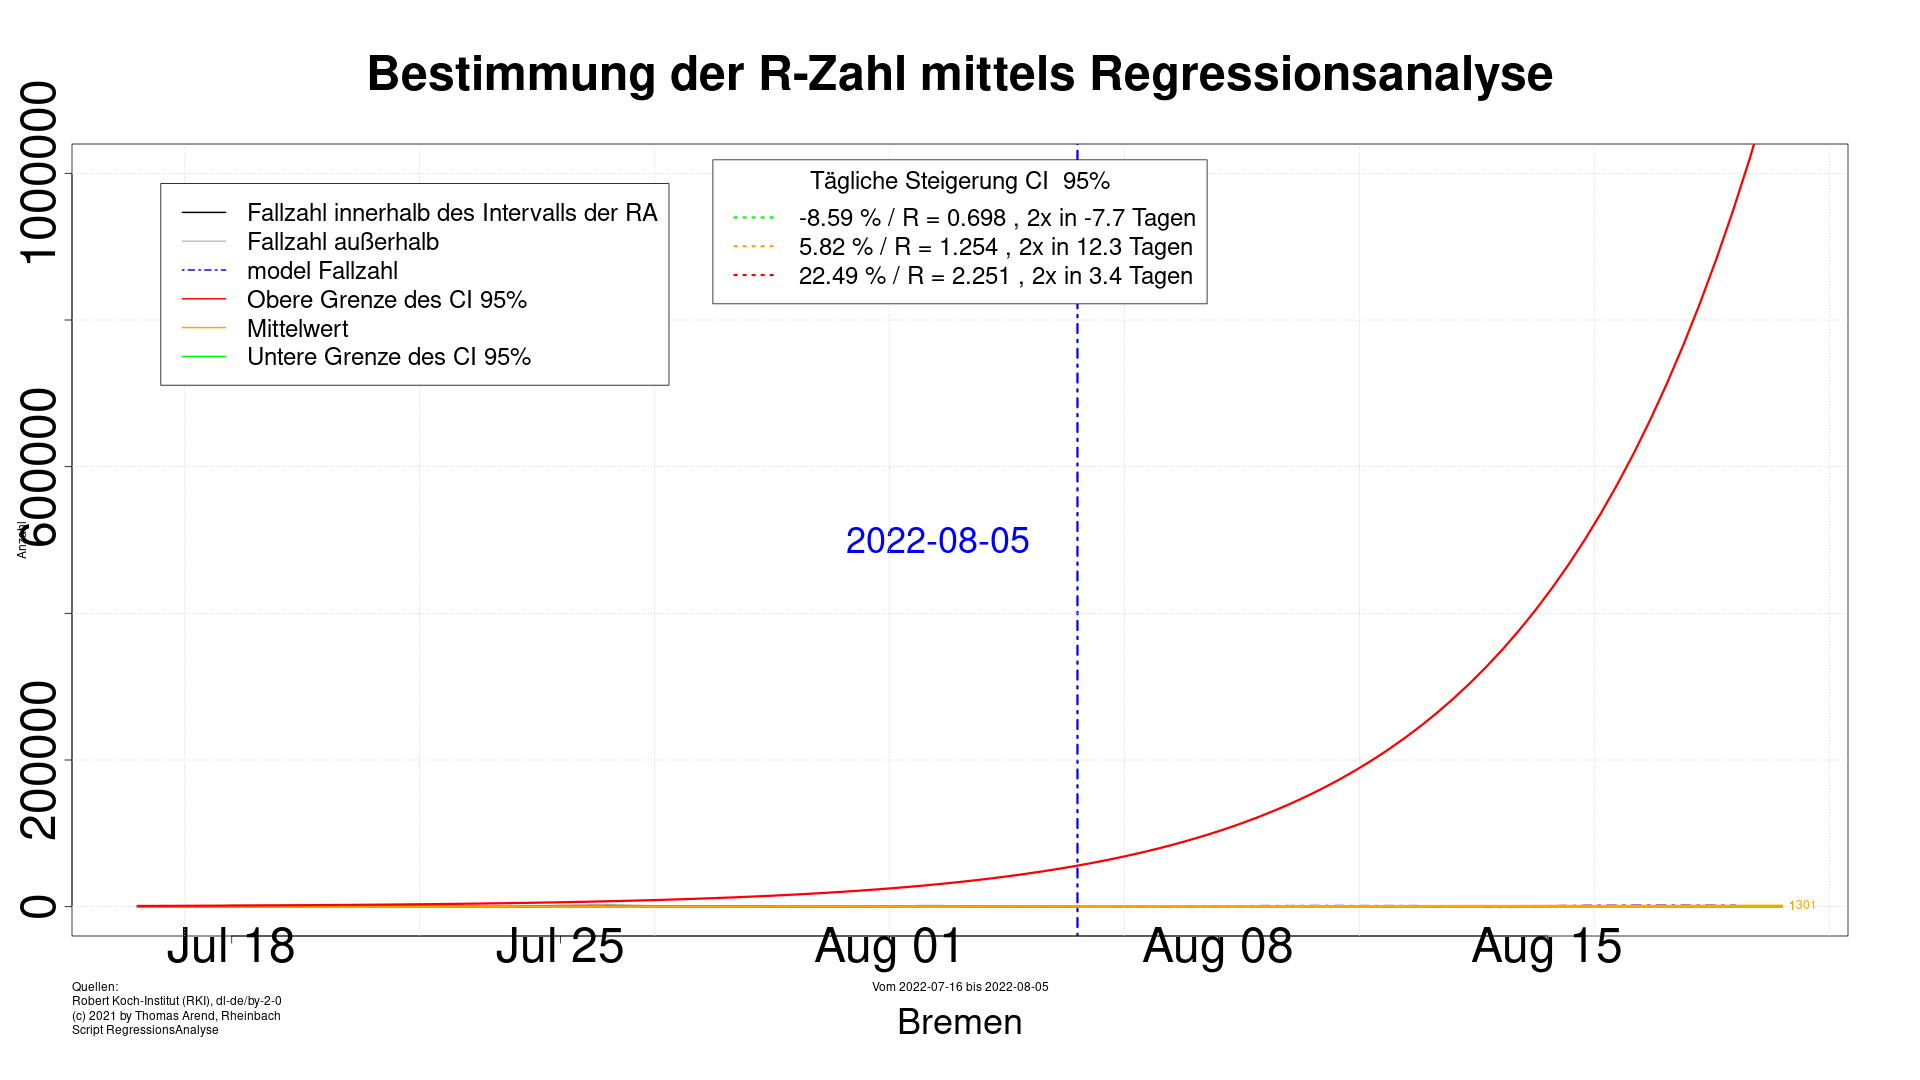 Bestimmung der R-Zahl mittels Regressionsanalyse
Anzahl
1000000
600000
200000
0
Fallzahl innerhalb des Intervalls der RA
Fallzahl außerhalb
model Fallzahl
Obere Grenze des CI 95%
Mittelwert
Untere Grenze des CI 95%
Tägliche Steigerung CI  95%
-8.59 % / R = 0.698 , 2x in -7.7 Tagen
5.82 % / R = 1.254 , 2x in 12.3 Tagen
22.49 % / R = 2.251 , 2x in 3.4 Tagen
2022-08-05
1301
Jul 18
Jul 25
Aug 01
Aug 08
Aug 15
Quellen:
Robert Koch-Institut (RKI), dl-de/by-2-0
(c) 2021 by Thomas Arend, Rheinbach
Script RegressionsAnalyse
Vom 2022-07-16 bis 2022-08-05
Bremen